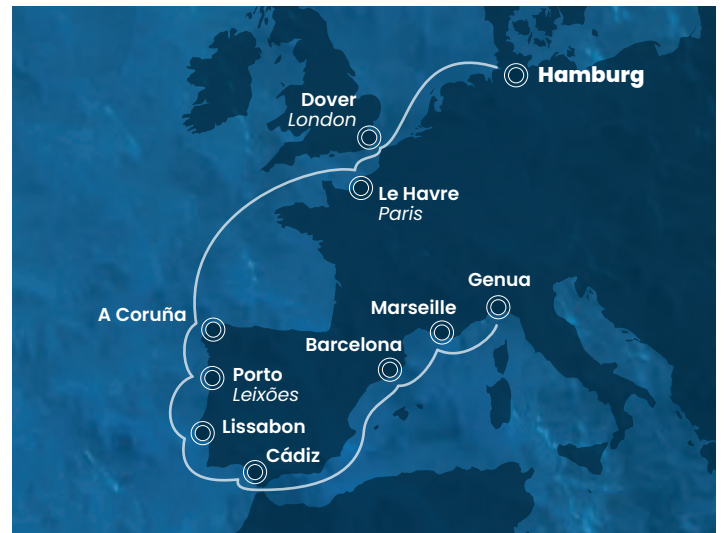 Hamburg
Dover
London
Le Havre
Paris
Genua
Marseille
A Coruña
Barcelona
Porto
Leixões
Lissabon
Cádiz